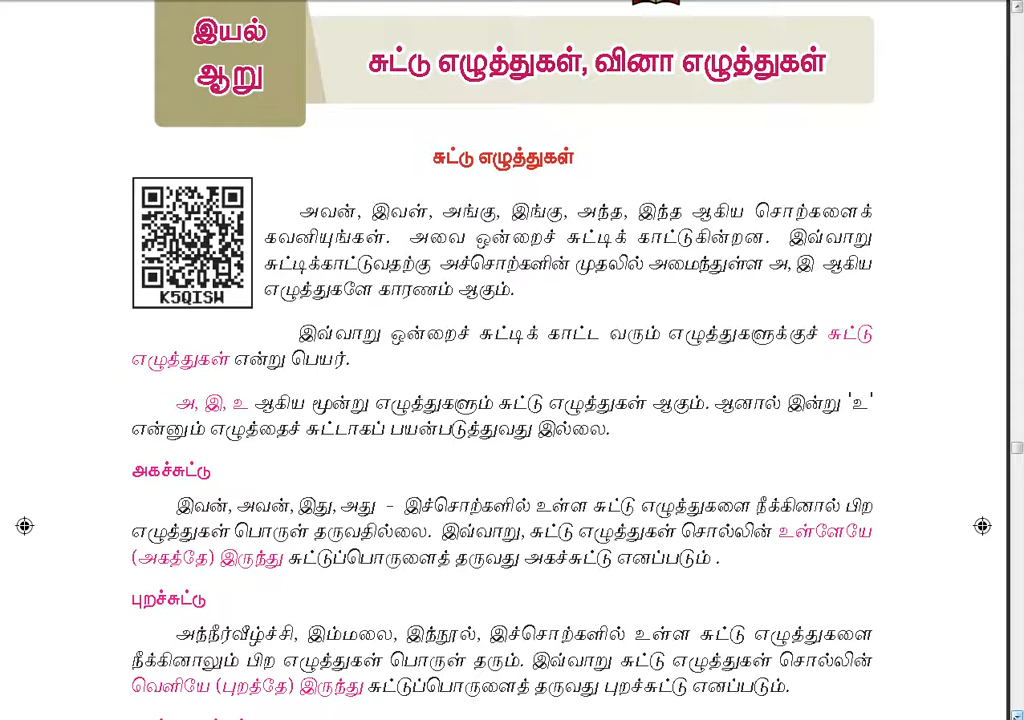 இயல்
ஆறு
சுட்டு எழுத்துகள், வினா எழுத்துகள்
சுட்டு எழுத்துகள்
அவன், இவள், அங்கு, இங்கு, அந்த, இந்த ஆகிய சொற்களைக்
கவனியுங்கள். அவை ஒன்றைச் சுட்டிக் காட்டுகின்றன. இவ்வாறு
சுட்டிக்காட்டுவதற்கு அச்சொற்களின் முதலில் அமைந்துள்ள அ, இ ஆகிய
எழுத்துகளே காரணம் ஆகும்.
K5QISW
இவ்வாறு ஒன்றைச் சுட்டிக் காட்ட வரும் எழுத்துகளுக்குச் சுட்டு
எழுத்துகள் என்று பெயர்.
அ, இ, உ ஆகிய மூன்று எழுத்துகளும் சுட்டு எழுத்துகள் ஆகும். ஆனால் இன்று 'உ'
என்னும் எழுத்தைச் சுட்டாகப் பயன்படுத்துவது இல்லை.
அகச்சுட்டு
இவன், அவன், இது, அது – இச்சொற்களில் உள்ள சுட்டு எழுத்துகளை நீக்கினால் பிற
எழுத்துகள் பொருள் தருவதில்லை. இவ்வாறு, சுட்டு எழுத்துகள் சொல்லின் உள்ளேயே
(அகத்தே) இருந்து சுட்டுப்பொருளைத் தருவது அகச்சுட்டு எனப்படும் .
புறச்சுட்டு
அந்நீர்வீழ்ச்சி, இம்மலை, இந்நூல், இச்சொற்களில் உள்ள சுட்டு எழுத்துகளை
நீக்கினாலும் பிற எழுத்துகள் பொருள் தரும். இவ்வாறு சுட்டு எழுத்துகள் சொல்லின்
வெளியே (புறத்தே) இருந்து சுட்டுப்பொருளைத் தருவது புறச்சுட்டு எனப்படும்.